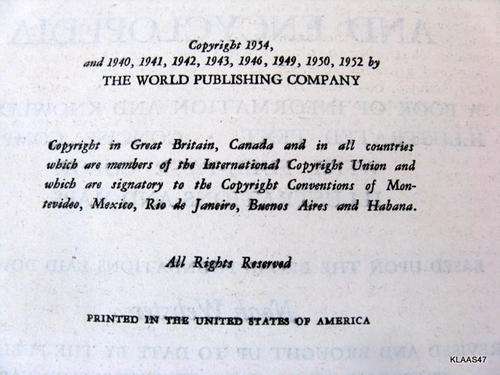 Copyright 1954,
and 1940, 1941, 1942, 1943, 1946, 1949, 1950, 1952 by
THE WORLD PUBLISHING COMPANY
Copyright in Great Britain, Canada and in all countries
which are members of the International Copyright Union and
which are signatory to the Copyright Conventions of Mon-
tevideo, Mexico, Rio de Janeiro, Buenos Aires and Habana.
All Rights Reserved
PRINTED IN THE UNITED STATES OF AMERICA
KLAAS47